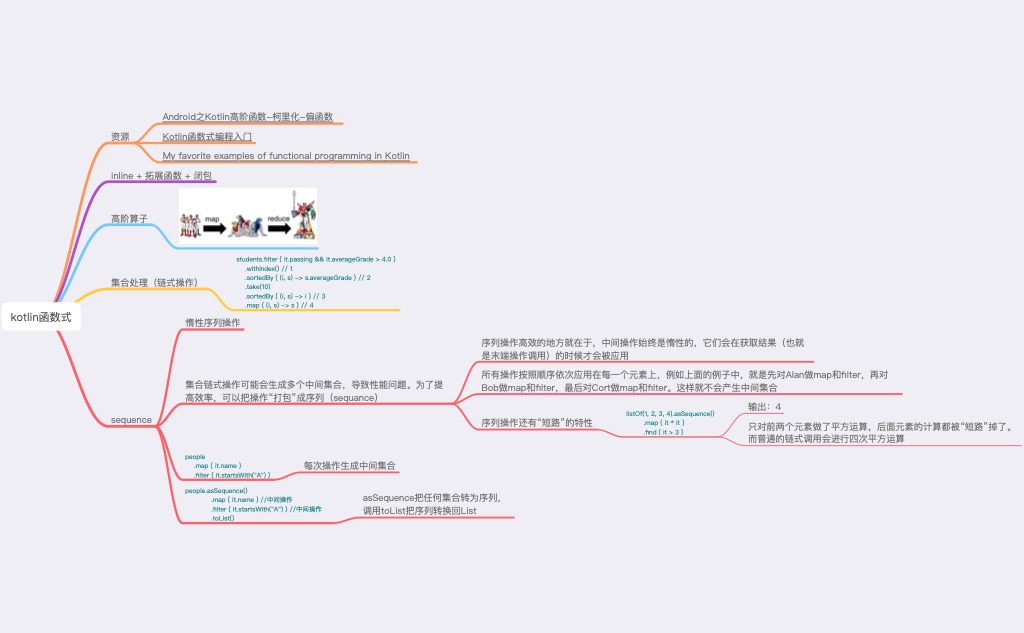 kotlin函数式
资源
Android之Kotlin高阶函数-柯里化-偏函数
Kotlin函数式编程入门
My favorite examples of functional programming in Kotlin
inline + 拓展函数 + 闭包
高阶算子
map
reduce
集合处理（链式操作）
students.filter { it.passing && it.averageGrade > 4.0 }
.withIndex() // 1
.sortedBy { (i, s) -> s.averageGrade } // 2
.take(10)
.sortedBy { (i, s) -> i } // 3
.map { (i, s) -> s } // 4
sequence
惰性序列操作
集合链式操作可能会生成多个中间集合，导致性能问题。为了提
高效率，可以把操作“打包”成序列（sequance）
序列操作高效的地方就在于，中间操作始终是惰性的，它们会在获取结果（也就
是末端操作调用）的时候才会被应用
所有操作按照顺序依次应用在每一个元素上，例如上面的例子中，就是先对Alan做map和filter，再对
Bob做map和filter，最后对Cort做map和filter。这样就不会产生中间集合
序列操作还有“短路”的特性
listOf(1, 2, 3, 4).asSequence()
.map { it * it }
.find { it > 3 }
输出：4
只对前两个元素做了平方运算，后面元素的计算都被“短路”掉了。
而普通的链式调用会进行四次平方运算
people
.map { it.name }
.filter { it.startsWith("A") }
每次操作生成中间集合
people.asSequence()
.map { it.name } //中间操作
.filter { it.startsWith("A") } //中间操作
.toList()
asSequence把任何集合转为序列，
调用toList把序列转换回List